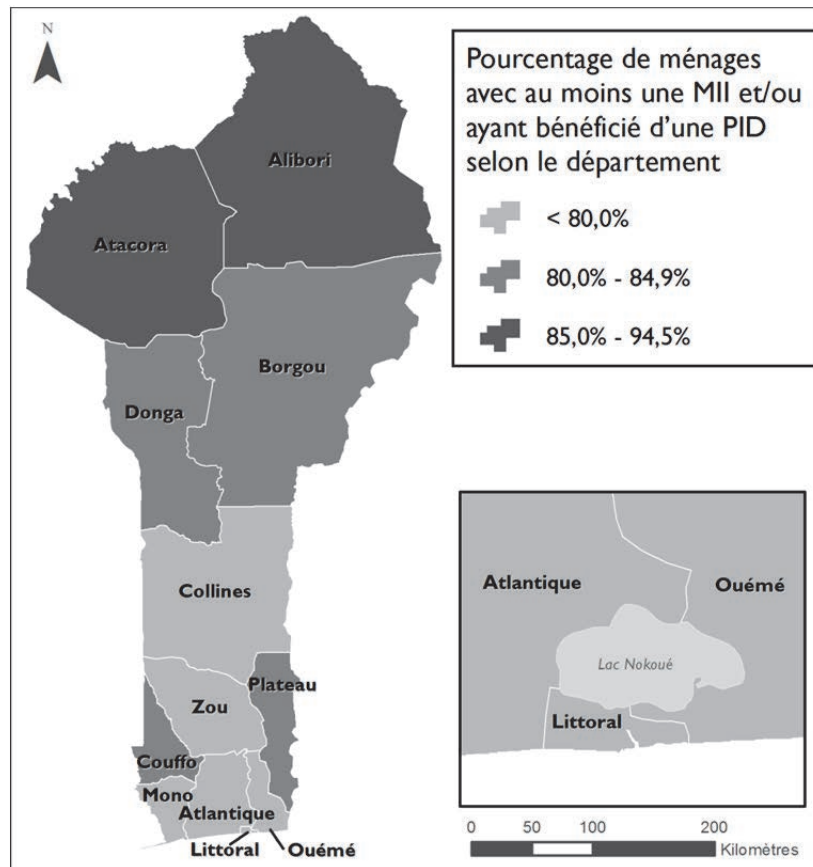 N
Pourcentage de ménages
avec au moins une MII et/ou
ayant bénéficié d'une PID
selon le département
< 80,0%
80,0% - 84,9%
85,0% - 94,5%
Alibori
Atacora
Borgou
Donga
Collines
Plateau
Zou
Couffo
Mono
Atlantique
Littoral
Ouémé
Atlantique
Ouémé
Lac Nokoué
Littoral
0 50 100 200
Kilomètres